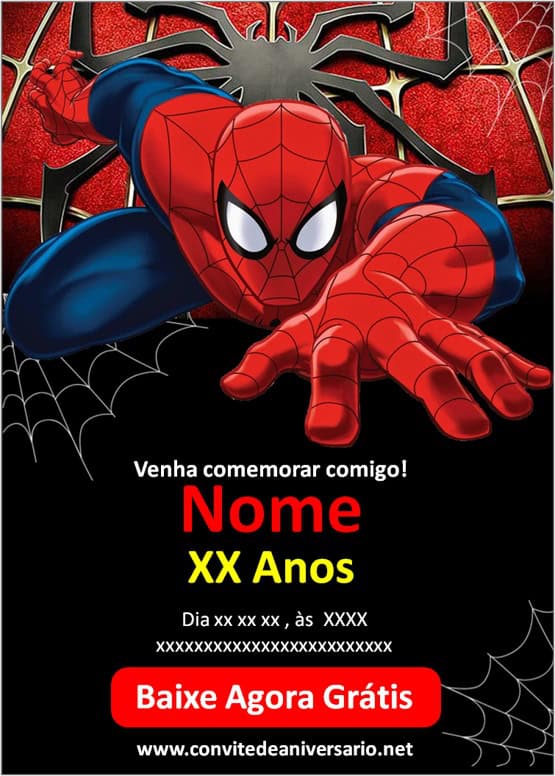 Venha comemorar comigo!
Nome
XX Anos
Dia xx xx xx , às  XXXX
xxxxxxxxxxxxxxxxxxxxxxxxxx
Baixe Agora Grátis
www.convitedeaniversario.net